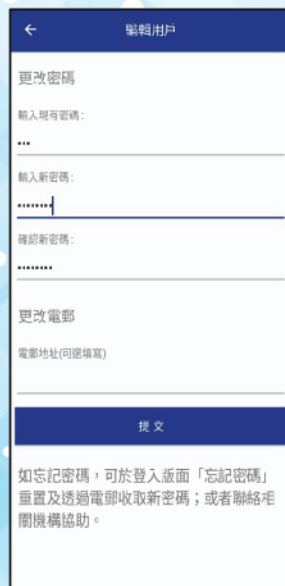 編輯用戶
更改密碼
輸入現有密碼:
輸入新密碼:
確認新密碼:
更改電郵
電郵地址(可選填寫)
提交
如忘記密碼，可於登入版面「忘記密碼」
重置及透過電郵收取新密碼；或者聯絡相
關機構協助。